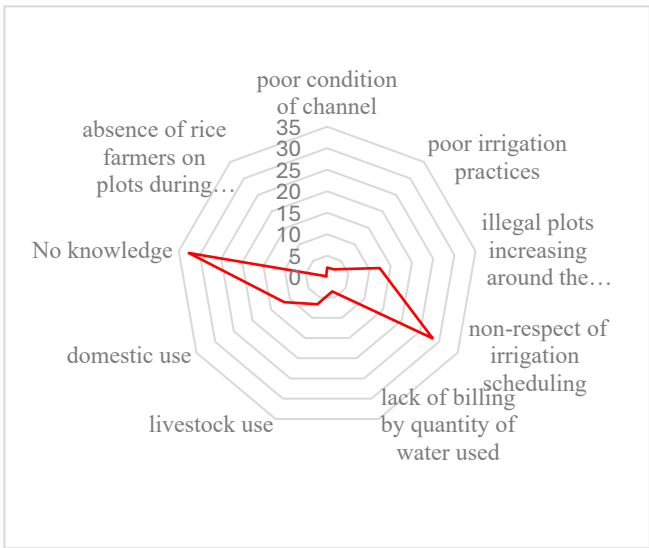 poor condition
of channel
35
30
25
20
15
10
5
0
poor irrigation
practices
illegal plots
increasing
around the…
non-respect of
irrigation
scheduling
lack of billing
by quantity of
water used
livestock use
domestic use
No knowledge
absence of rice
farmers on
plots during…